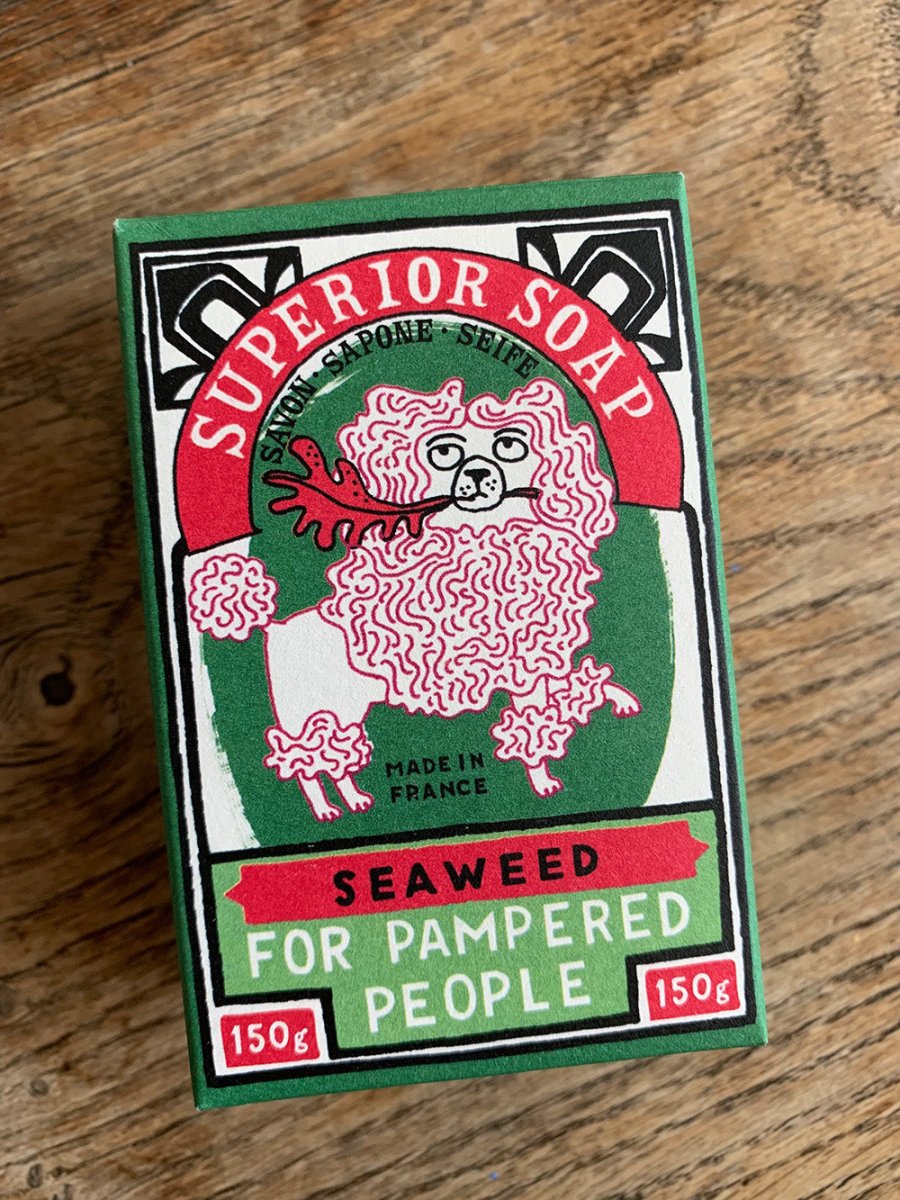 SUPERIOR SOAP
SAVON · SAPONE · SEIFE
MADE IN
FRANCE
SEAWEED
FOR PAMPERED
PEOPLE
150g
150g